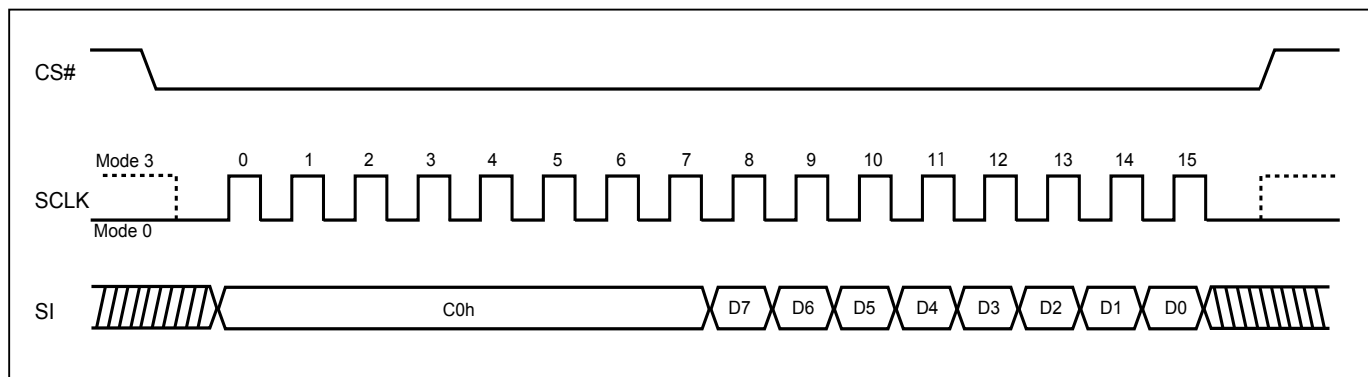 CS#
Mode 3
0 1 2 3 4 5 6 7 8 9 10 11 12 13 14 15
SCLK
Mode 0
SI
C0h D7 D6 D5 D4 D3 D2 D1 D0